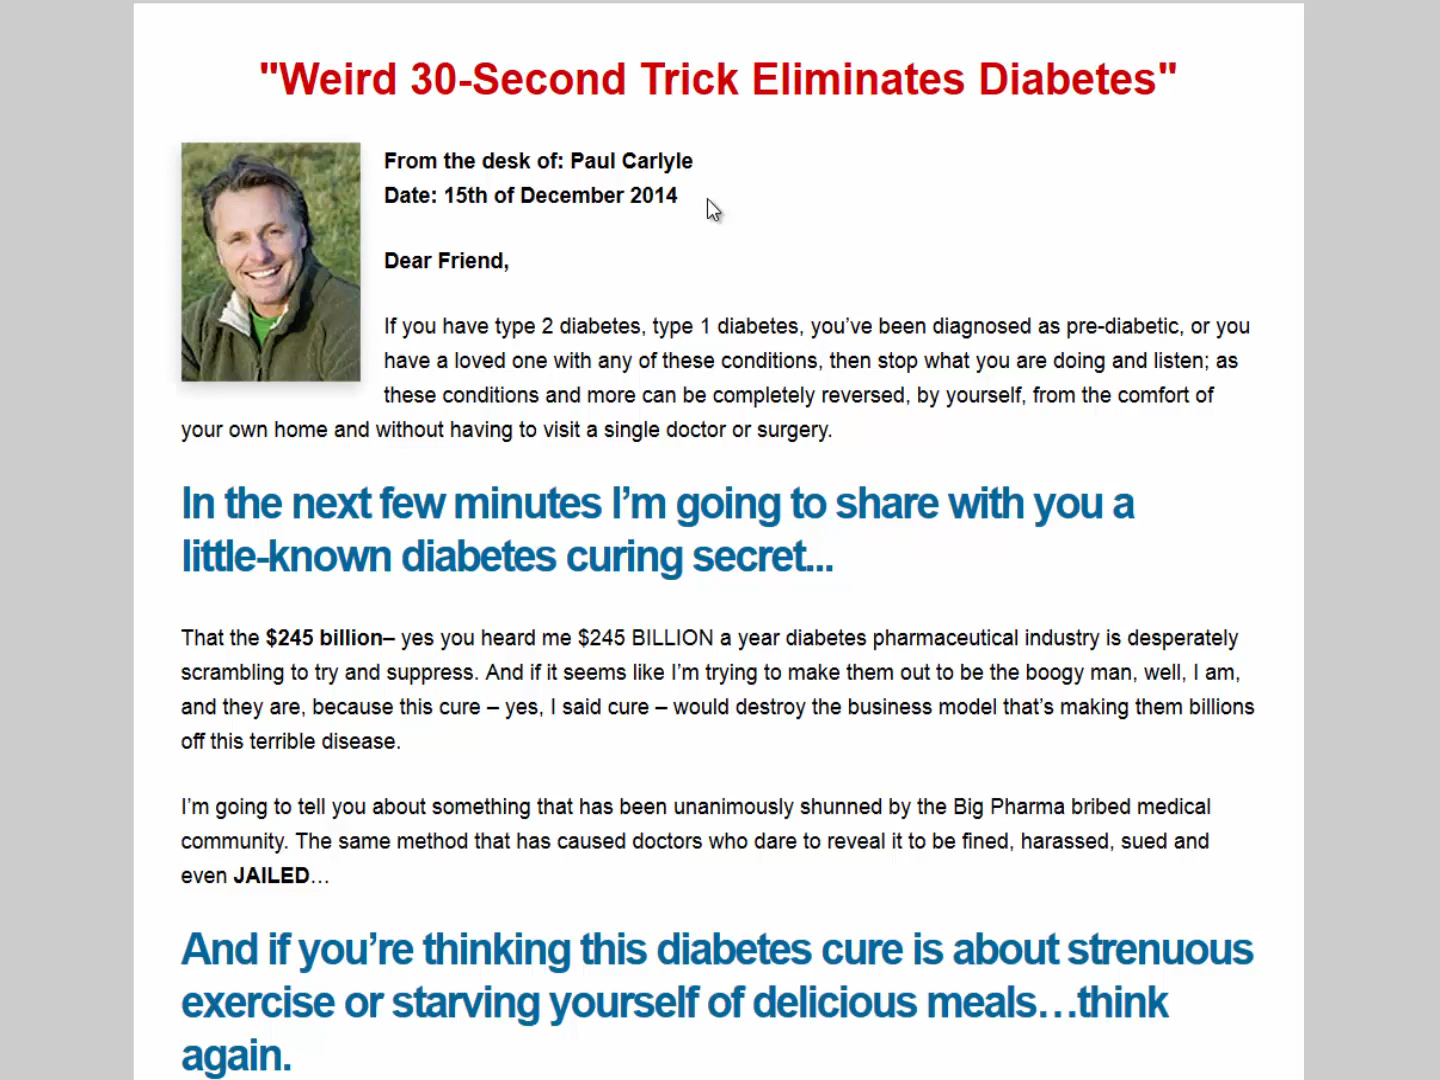 "Weird 30-Second Trick Eliminates Diabetes"
From the desk of: Paul Carlyle
Date: 15th of December 2014
Dear Friend,
If you have type 2 diabetes, type 1 diabetes, you’ve been diagnosed as pre-diabetic, or you
have a loved one with any of these conditions, then stop what you are doing and listen; as
these conditions and more can be completely reversed, by yourself, from the comfort of
your own home and without having to visit a single doctor or surgery.
In the next few minutes I’m going to share with you a
little-known diabetes curing secret...
That the $245 billion– yes you heard me $245 BILLION a year diabetes pharmaceutical industry is desperately
scrambling to try and suppress. And if it seems like I’m trying to make them out to be the boogy man, well, I am,
and they are, because this cure – yes, I said cure – would destroy the business model that’s making them billions
off this terrible disease.
I’m going to tell you about something that has been unanimously shunned by the Big Pharma bribed medical
community. The same method that has caused doctors who dare to reveal it to be fined, harassed, sued and
even JAILED…
And if you’re thinking this diabetes cure is about strenuous
exercise or starving yourself of delicious meals…think
again.